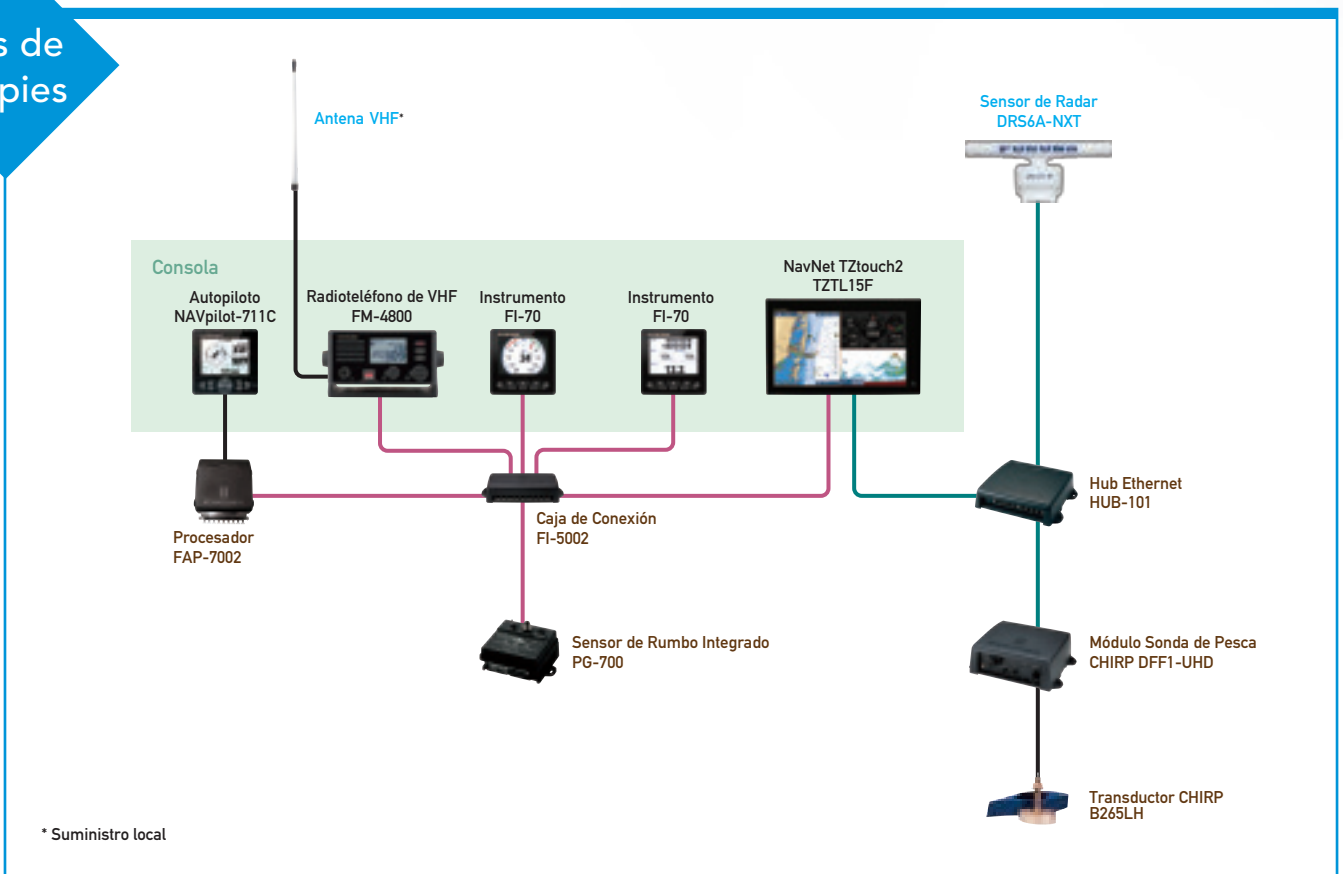 s de
pies
Antena VHF*
Sensor de Radar
DRS6A-NXT
FURUNO
Consola
Autopiloto
NAVpilot-711C
Radioteléfono de VHF
FM-4800
Instrumento
FI-70
Instrumento
FI-70
NavNet TZtouch2
TZTL15F
Procesador
FAP-7002
Caja de Conexión
FI-5002
Hub Ethernet
HUB-101
Sensor de Rumbo Integrado
PG-700
Módulo Sonda de Pesca
CHIRP DFF1-UHD
Transductor CHIRP
B265LH
* Suministro local